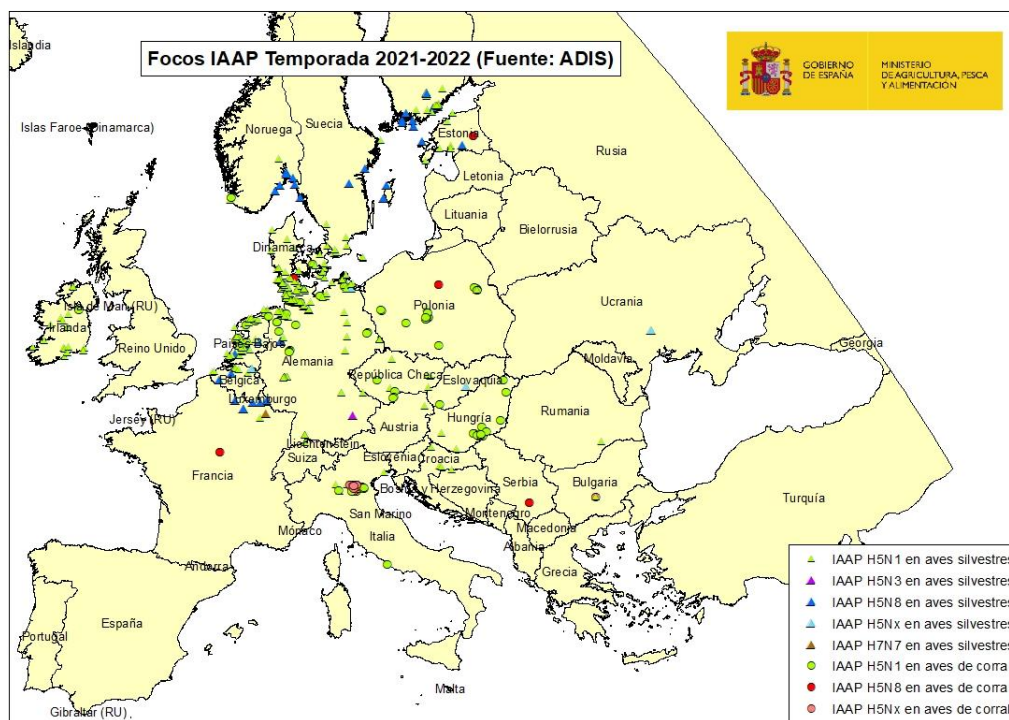 Focos IAAP Temporada 2021-2022 (Fuente: ADIS)
GOBIERNO
DE ESPAÑA
MINISTERIO
DE AGRICULTURA, PESCA
Y ALIMENTACIÓN
Islandia
Islas Faroe (Dinamarca)
Noruega
Suecia
Estonia
Rusia
Letonia
Lituania
Bielorrusia
Dinamarca
Isla de Man (RU)
Irlanda
Reino Unido
Países Bajos
Polonia
Ucrania
Alemania
Bélgica
Luxemburgo
República Checa
Eslovaquia
Moldavia
Georgia
Jersey (RU)
Austria
Hungría
Rumania
Liechtenstein
Suiza
Eslovenia
Croacia
Francia
Bosnia y Herzegovina
Serbia
Bulgaria
San Marino
Montenegro
Mónaco
Italia
Macedonia
Albania
Turquía
Andorra
Grecia
España
Portugal
Malta
Gibraltar (RU)
IAAP H5N1 en aves silvestres
IAAP H5N3 en aves silvestres
IAAP H5N8 en aves silvestres
IAAP H5Nx en aves silvestres
IAAP H7N7 en aves silvestres
IAAP H5N1 en aves de corral
IAAP H5N8 en aves de corral
IAAP H5Nx en aves de corral